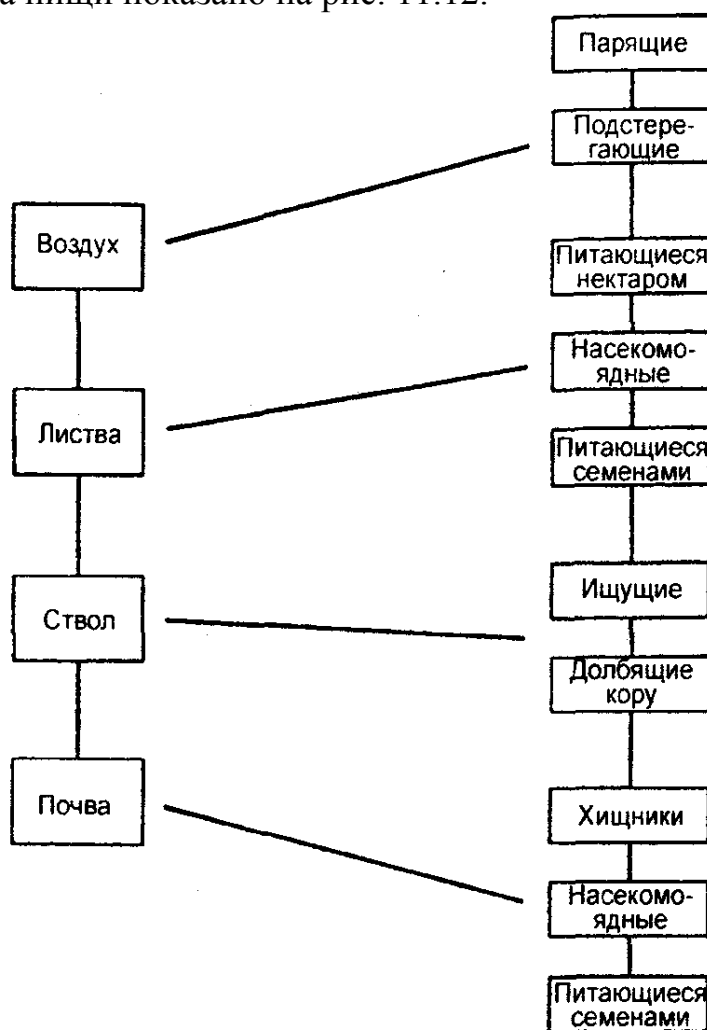 пищи показано на рис. 11.12.
Парящие
Подстере-
гающие
Воздух
Питающиеся
нектаром
Насекомо-
ядные
Листва
Питающиеся
семенами
Ищущие
Ствол
Долбящие
кору
Почва
Хищники
Насекомо-
ядные
Питающиеся
семенами